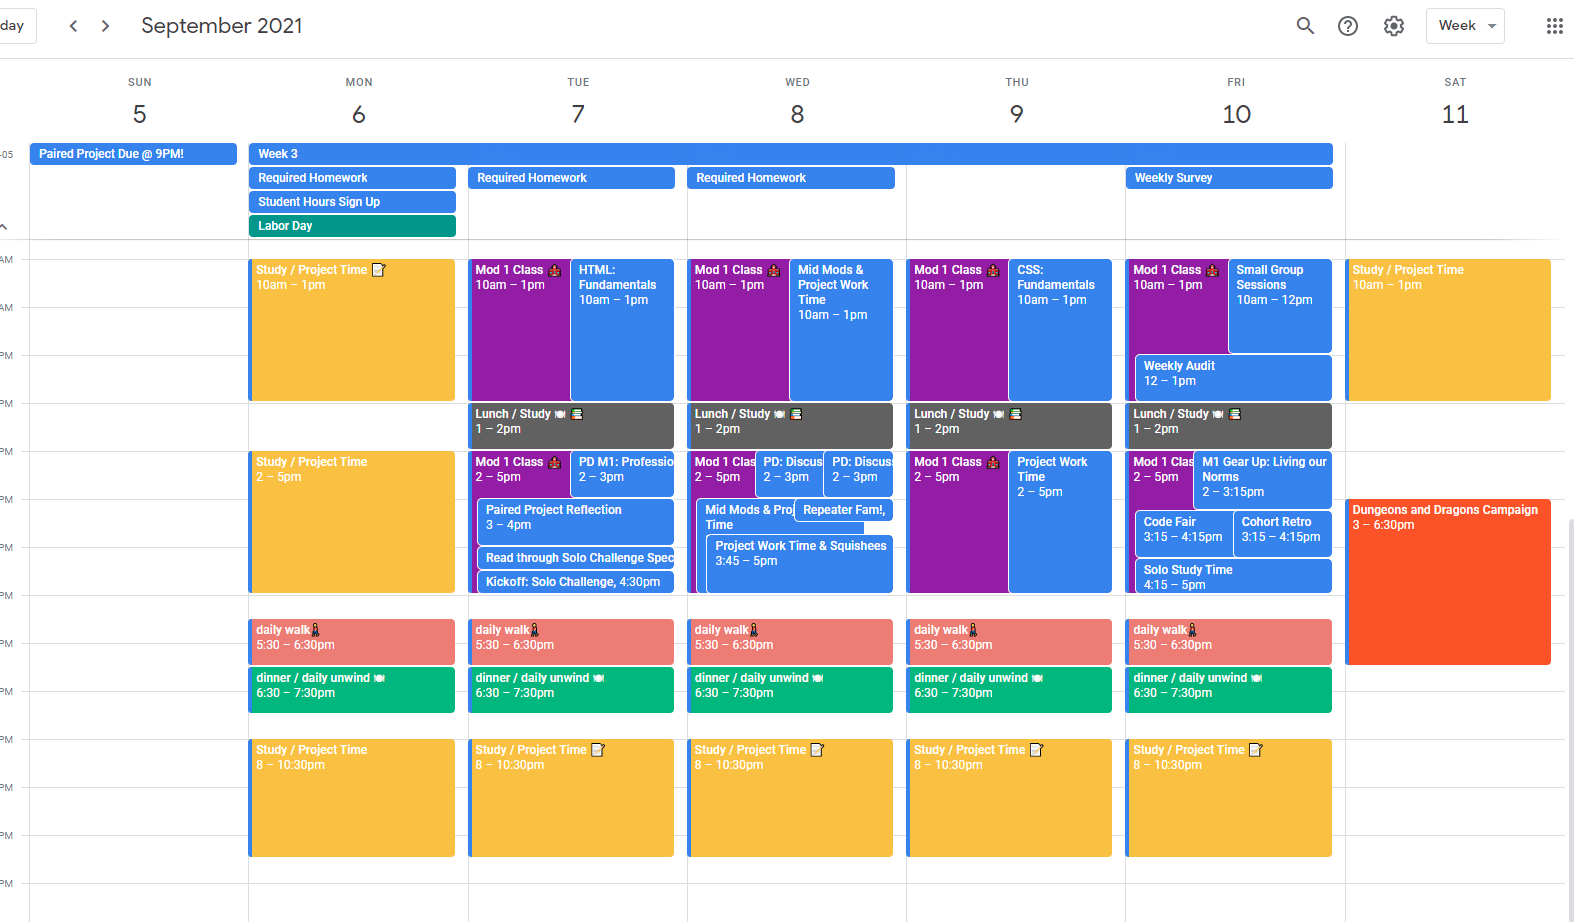 day
September 2021
Week
SUN
5
MON
6
TUE
7
WED
8
THU
9
FRI
10
SAT
11
-05
Paired Project Due @ 9PM!
Week 3
Required Homework
Required Homework
Required Homework
Weekly Survey
Student Hours Sign Up
Labor Day
AM
AM
PM
PM
PM
PM
PM
PM
PM
PM
PM
PM
PM
PM
Study / Project Time
10am – 1pm
Study / Project Time
2 – 5pm
daily walk
5:30 – 6:30pm
dinner / daily unwind
6:30 – 7:30pm
Study / Project Time
8 – 10:30pm
Mod 1 Class
10am – 1pm
HTML:
Fundamentals
10am – 1pm
Lunch / Study
1 – 2pm
Mod 1 Class
2 – 5pm
PD M1: Professio
2 – 3pm
Paired Project Reflection
3 – 4pm
Read through Solo Challenge Spec
Kickoff: Solo Challenge, 4:30pm
daily walk
5:30 – 6:30pm
dinner / daily unwind
6:30 – 7:30pm
Study / Project Time
8 – 10:30pm
Mod 1 Class
10am – 1pm
Mid Mods &
Project Work
Time
10am – 1pm
Lunch / Study
1 – 2pm
Mod 1 Clas
2 – 5pm
PD: Discus
2 – 3pm
PD: Discus
2 – 3pm
Mid Mods & Proj
Time
Repeater Fam!,
Project Work Time & Squishees
3:45 – 5pm
daily walk
5:30 – 6:30pm
dinner / daily unwind
6:30 – 7:30pm
Study / Project Time
8 – 10:30pm
Mod 1 Class
10am – 1pm
CSS:
Fundamentals
10am – 1pm
Lunch / Study
1 – 2pm
Mod 1 Class
2 – 5pm
Project Work
Time
2 – 5pm
daily walk
5:30 – 6:30pm
dinner / daily unwind
6:30 – 7:30pm
Study / Project Time
8 – 10:30pm
Mod 1 Class
10am – 1pm
Small Group
Sessions
10am – 12pm
Weekly Audit
12 – 1pm
Lunch / Study
1 – 2pm
Mod 1 Clas
2 – 5pm
M1 Gear Up: Living our
Norms
2 – 3:15pm
Code Fair
3:15 – 4:15pm
Cohort Retro
3:15 – 4:15pm
Solo Study Time
4:15 – 5pm
daily walk
5:30 – 6:30pm
dinner / daily unwind
6:30 – 7:30pm
Study / Project Time
8 – 10:30pm
Study / Project Time
10am – 1pm
Dungeons and Dragons Campaign
3 – 6:30pm